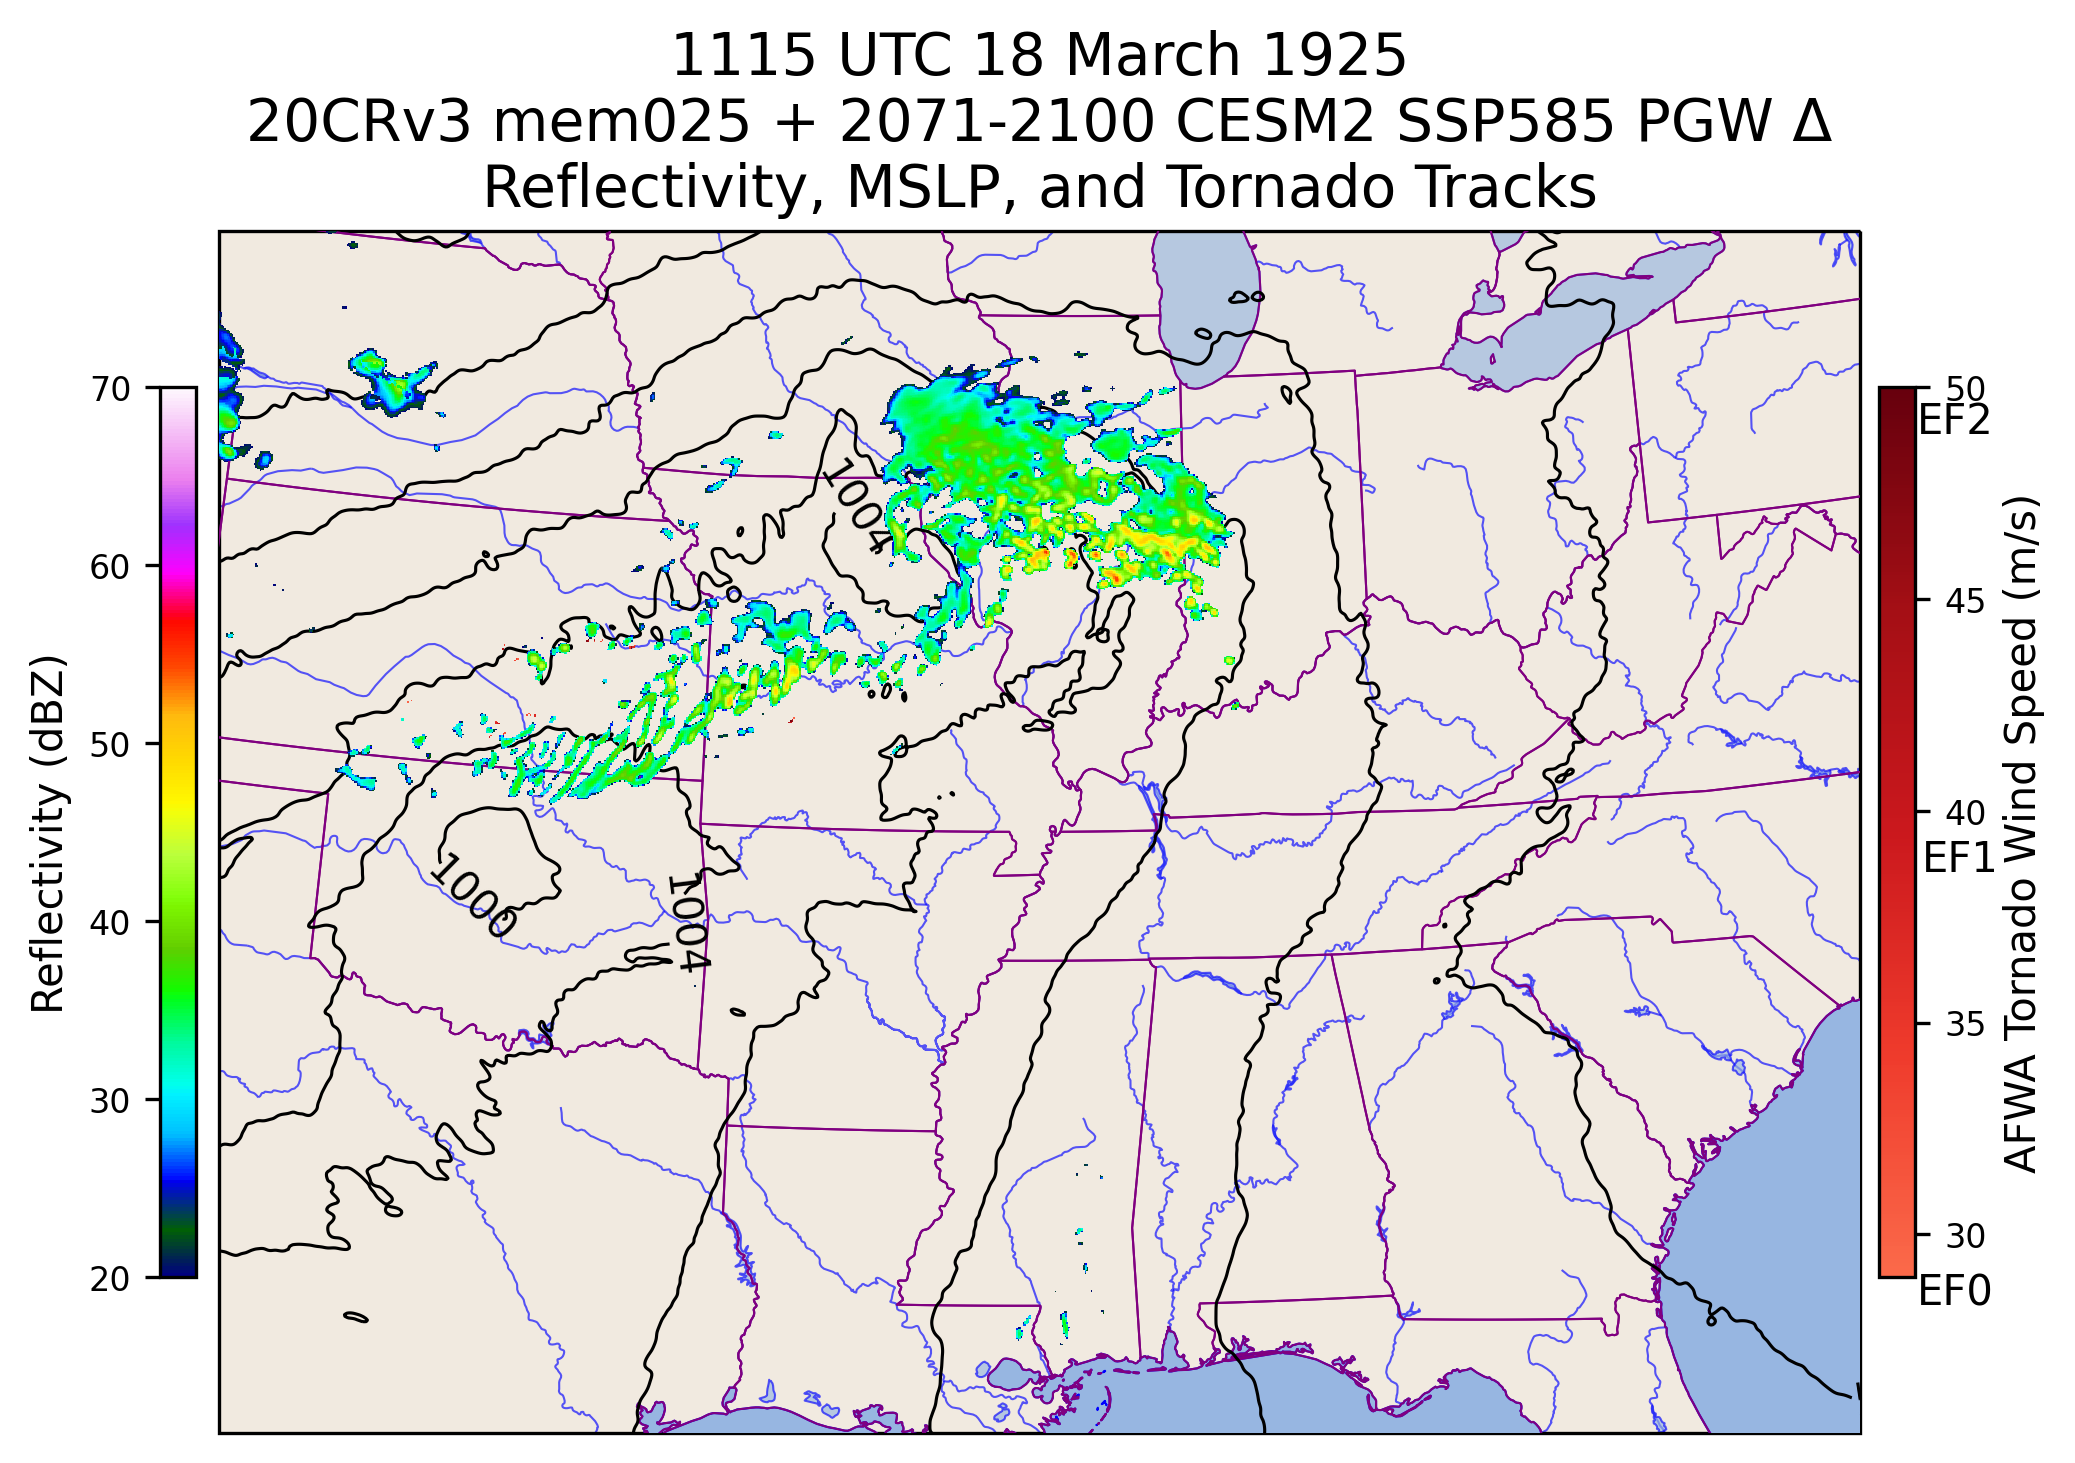 1115 UTC 18 March 1925
20CRv3 mem025 + 2071-2100 CESM2 SSP585 PGW Δ
Reflectivity, MSLP, and Tornado Tracks
Reflectivity (dBZ)
70
60
50
40
30
20
1004
1000
1004
50
EF2
45
40
EF1
35
30
EF0
AFWA Tornado Wind Speed (m/s)